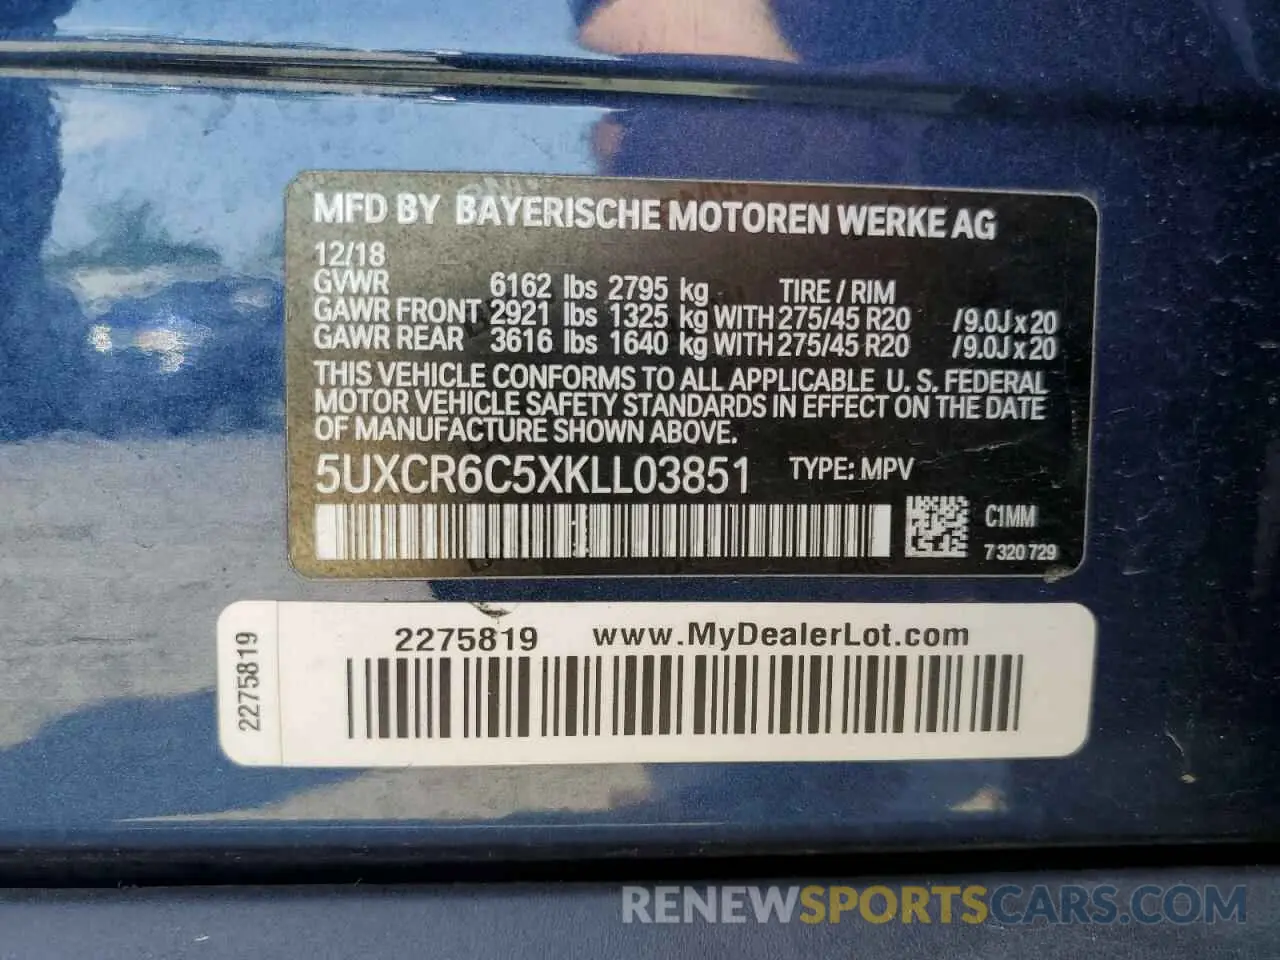 MFD BY BAYERISCHE MOTOREN WERKE AG
12/18
GVWR 6162 lbs 2795 kg TIRE / RIM
GAWR FRONT 2921 lbs 1325 kg WITH 275/45 R20 /9.0J x 20
GAWR REAR 3616 lbs 1640 kg WITH 275/45 R20 /9.0J x 20
THIS VEHICLE CONFORMS TO ALL APPLICABLE U. S. FEDERAL
MOTOR VEHICLE SAFETY STANDARDS IN EFFECT ON THE DATE
OF MANUFACTURE SHOWN ABOVE.
5UXCR6C5XKLL03851 TYPE: MPV
C1MM
7 320 729
2275819
2275819 www.MyDealerLot.com
RENEWSPORTSCARS.COM